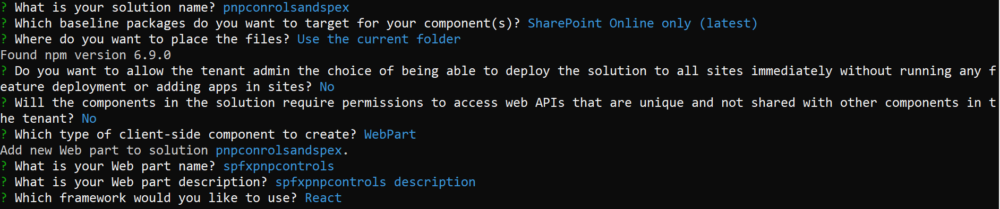 ? What is your solution name? pnpconrolsandspex
? Which baseline packages do you want to target for your component(s)? SharePoint Online only (latest)
? Where do you want to place the files? Use the current folder
Found npm version 6.9.0
? Do you want to allow the tenant admin the choice of being able to deploy the solution to all sites immediately without running any f
eature deployment or adding apps in sites? No
? Will the components in the solution require permissions to access web APIs that are unique and not shared with other components in t
he tenant? No
? Which type of client-side component to create? WebPart
Add new Web part to solution pnpconrolsandspex.
? What is your Web part name? spfxpnpcontrols
? What is your Web part description? spfxpnpcontrols description
? Which framework would you like to use? React